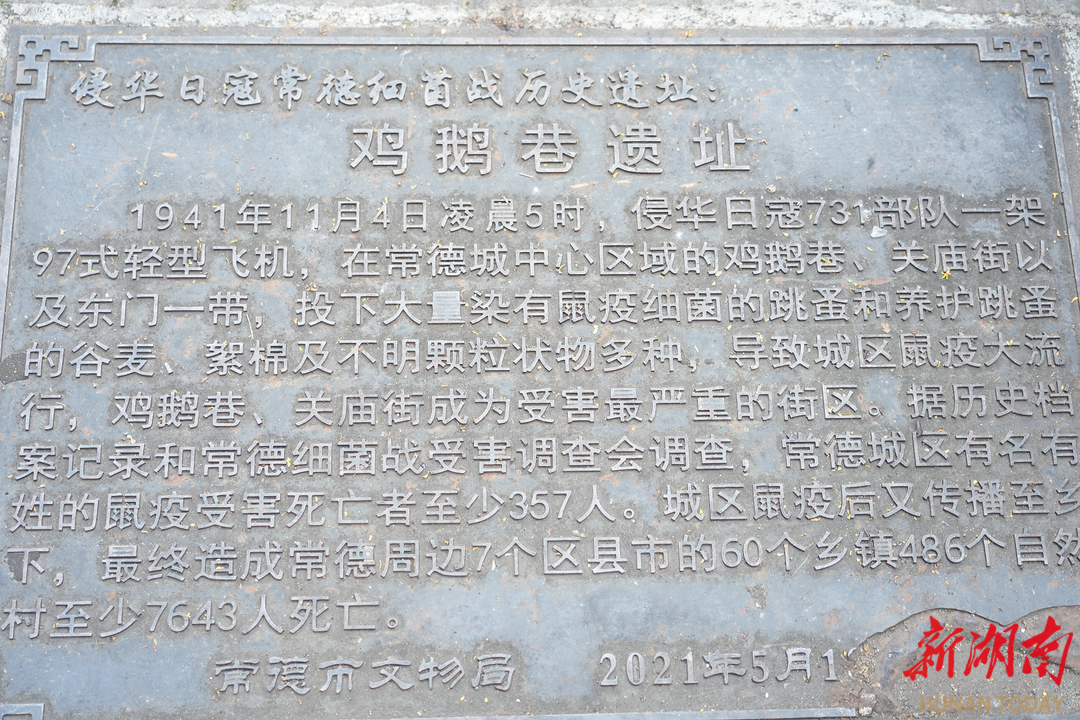 侵华日寇常德细菌战历史遗址：
鸡鹅巷遗址
1941年11月4日凌晨5时，侵华日寇731部队一架
97式轻型飞机，在常德城中心区域的鸡鹅巷、关庙街以
及东门一带，投下大量染有鼠疫细菌的跳蚤和养护跳蚤
的谷麦、絮棉及不明颗粒状物多种，导致城区鼠疫大流
行，鸡鹅巷、关庙街成为受害最严重的街区。据历史档
案记录和常德细菌战受害调查会调查，常德城区有名有
姓的鼠疫受害死亡者至少357人。城区鼠疫后又传播至乡
下，最终造成常德周边7个区县市的60个乡镇486个自然
村至少7643人死亡。
常德市文物局 2021年5月1
新湖南
HUNAN TODAY